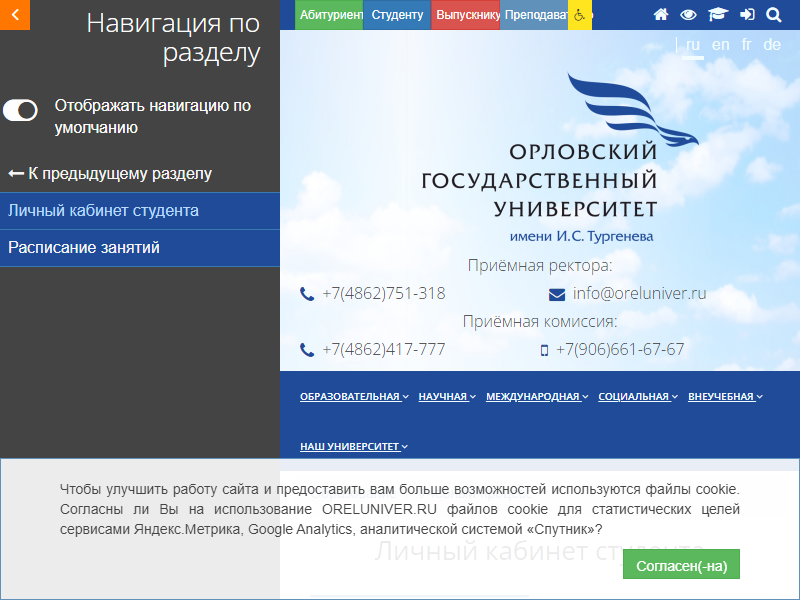 Навигация по
разделу
Отображать навигацию по
умолчанию
К предыдущему разделу
Личный кабинет студента
Расписание занятий
Абитуриент Студенту Выпускнику
ru en fr de
ОРЛОВСКИЙ
ГОСУДАРСТВЕННЫЙ
УНИВЕРСИТЕТ
имени И.С. Тургенева
Приёмная ректора:
+7(4862)751-318 info@oreluniver.ru
Приёмная комиссия:
+7(4862)417-777 +7(906)661-67-67
ОБРАЗОВАТЕЛЬНАЯ НАУЧНАЯ МЕЖДУНАРОДНАЯ СОЦИАЛЬНАЯ ВНЕУЧЕБНАЯ
НАШ УНИВЕРСИТЕТ
Чтобы улучшить работу сайта и предоставить вам больше возможностей используются файлы cookie.
Согласны ли Вы на использование ORELUNIVER.RU файлов cookie для статистических целей
сервисами Яндекс.Метрика, Google Analytics, аналитической системой «Спутник»?
Личный кабинет студента
Согласен(-на)